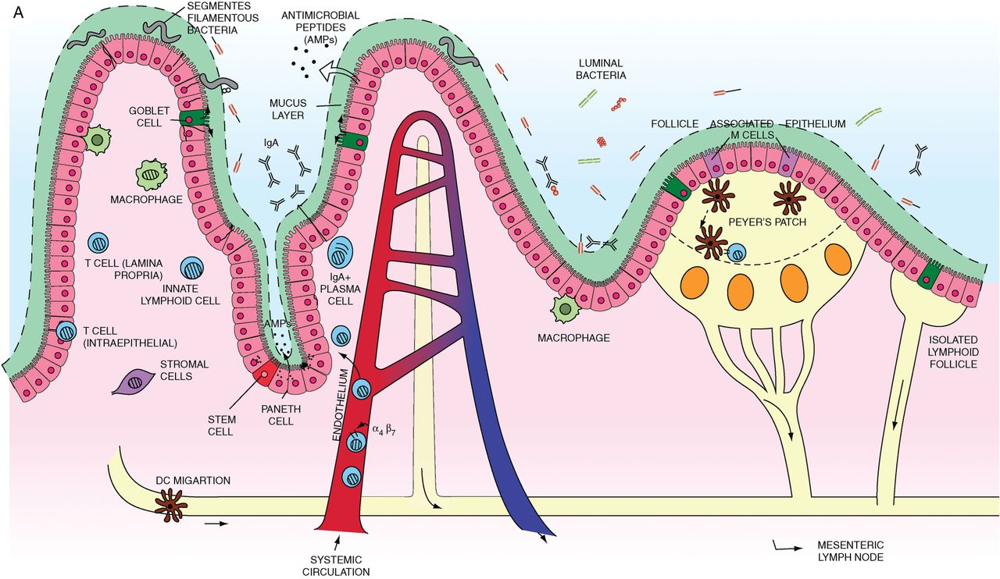 A
SEGMENTES
FILAMENTOUS
BACTERIA
ANTIMICROBIAL
PEPTIDES
(AMPs)
LUMINAL
BACTERIA
GOBLET
CELL
MUCUS
LAYER
FOLLICLE ASSOCIATED EPITHELIUM
M CELLS
IgA
MACROPHAGE
PEYER'S PATCH
T CELL (LAMINA
PROPRIA)
INNATE
LYMPHOID CELL
IgA+
PLASMA
CELL
AMPs
T CELL
(INTRAEPITHELIAL)
MACROPHAGE
ISOLATED
LYMPHOID
FOLLICLE
STROMAL
CELLS
STEM
CELL
PANETH
CELL
ENDOTHELIUM
α4 β7
DC MIGARTION
SYSTEMIC
CIRCULATION
MESENTERIC
LYMPH NODE